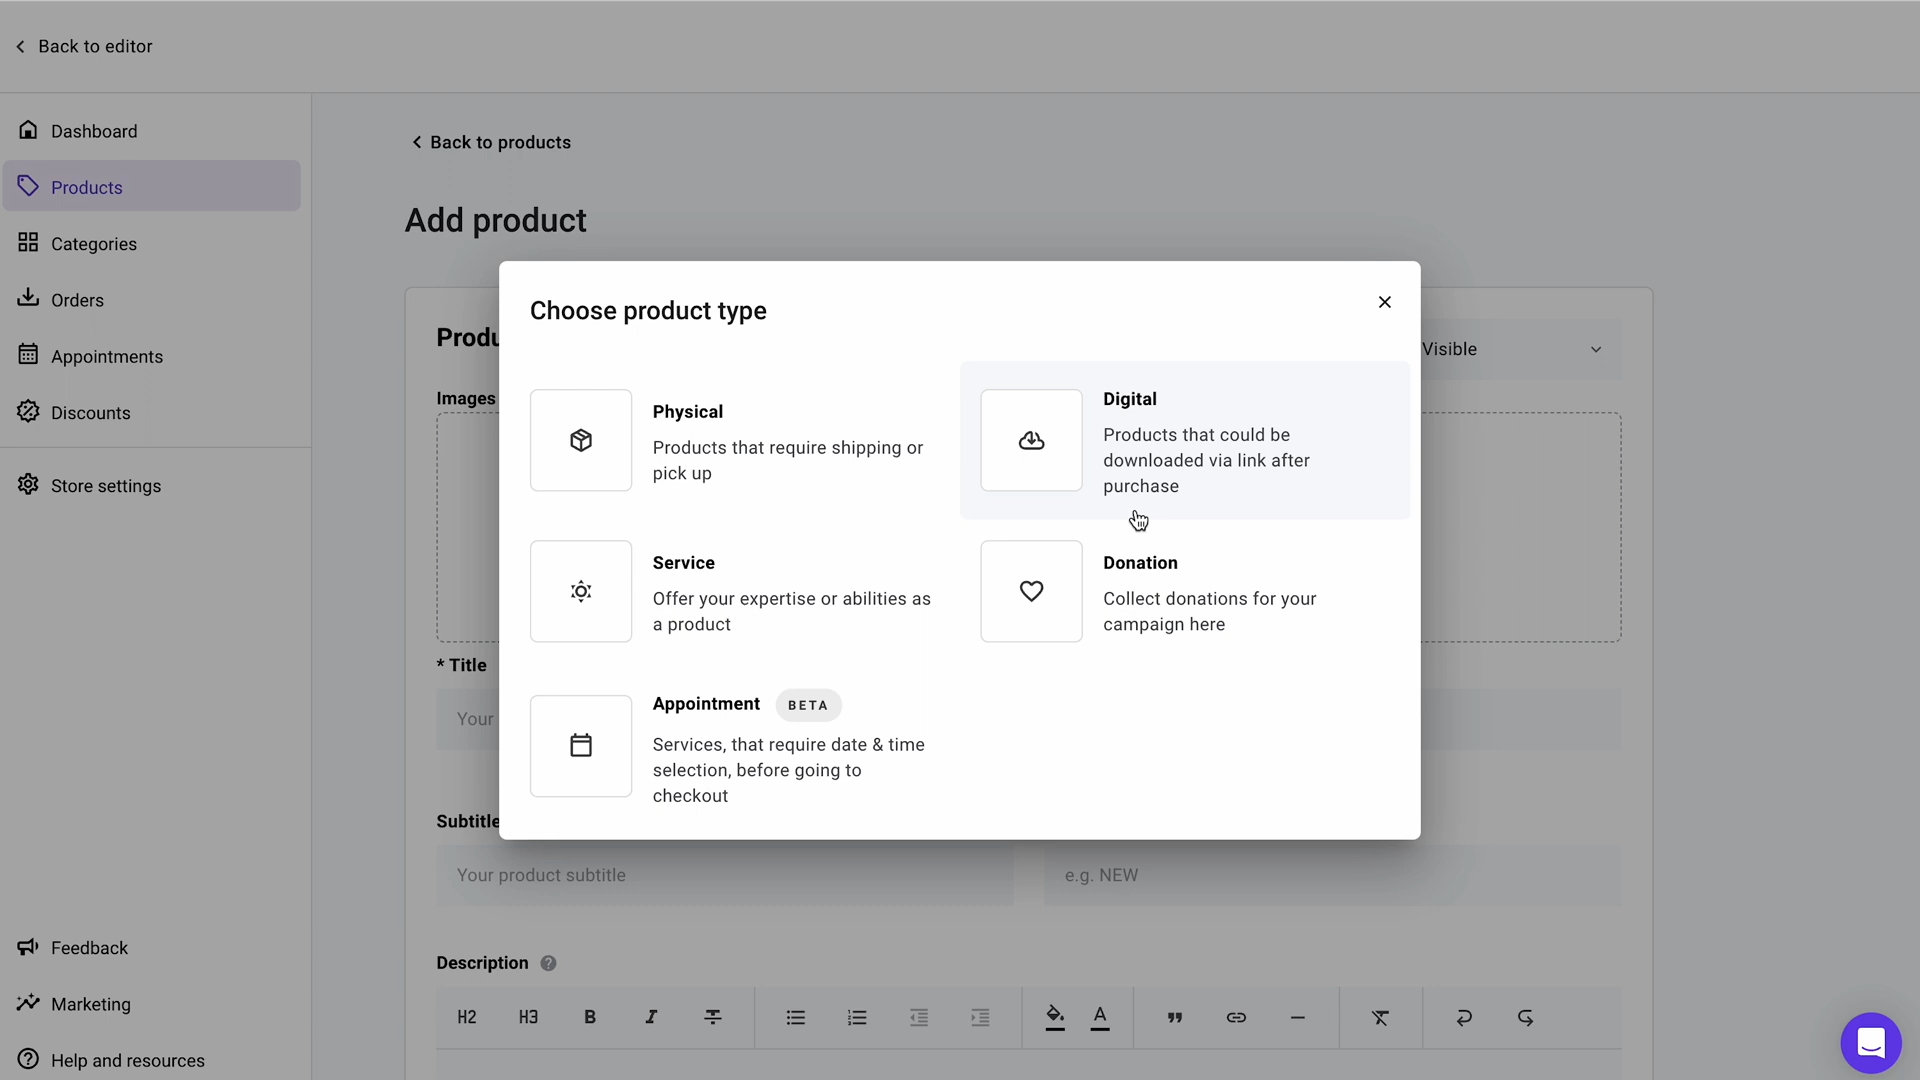 Back to editor
Dashboard
Products
Categories
Orders
Appointments
Discounts
Store settings
Feedback
Marketing
Help and resources
Back to products
Add product
Produ
Visible
Images
* Title
Your
Subtitle
Your product subtitle
e.g. NEW
Description ?
H2 H3 B I
A
Choose product type
Physical
Products that require shipping or
pick up
Digital
Products that could be
downloaded via link after
purchase
Service
Offer your expertise or abilities as
a product
Donation
Collect donations for your
campaign here
Appointment BETA
Services, that require date & time
selection, before going to
checkout